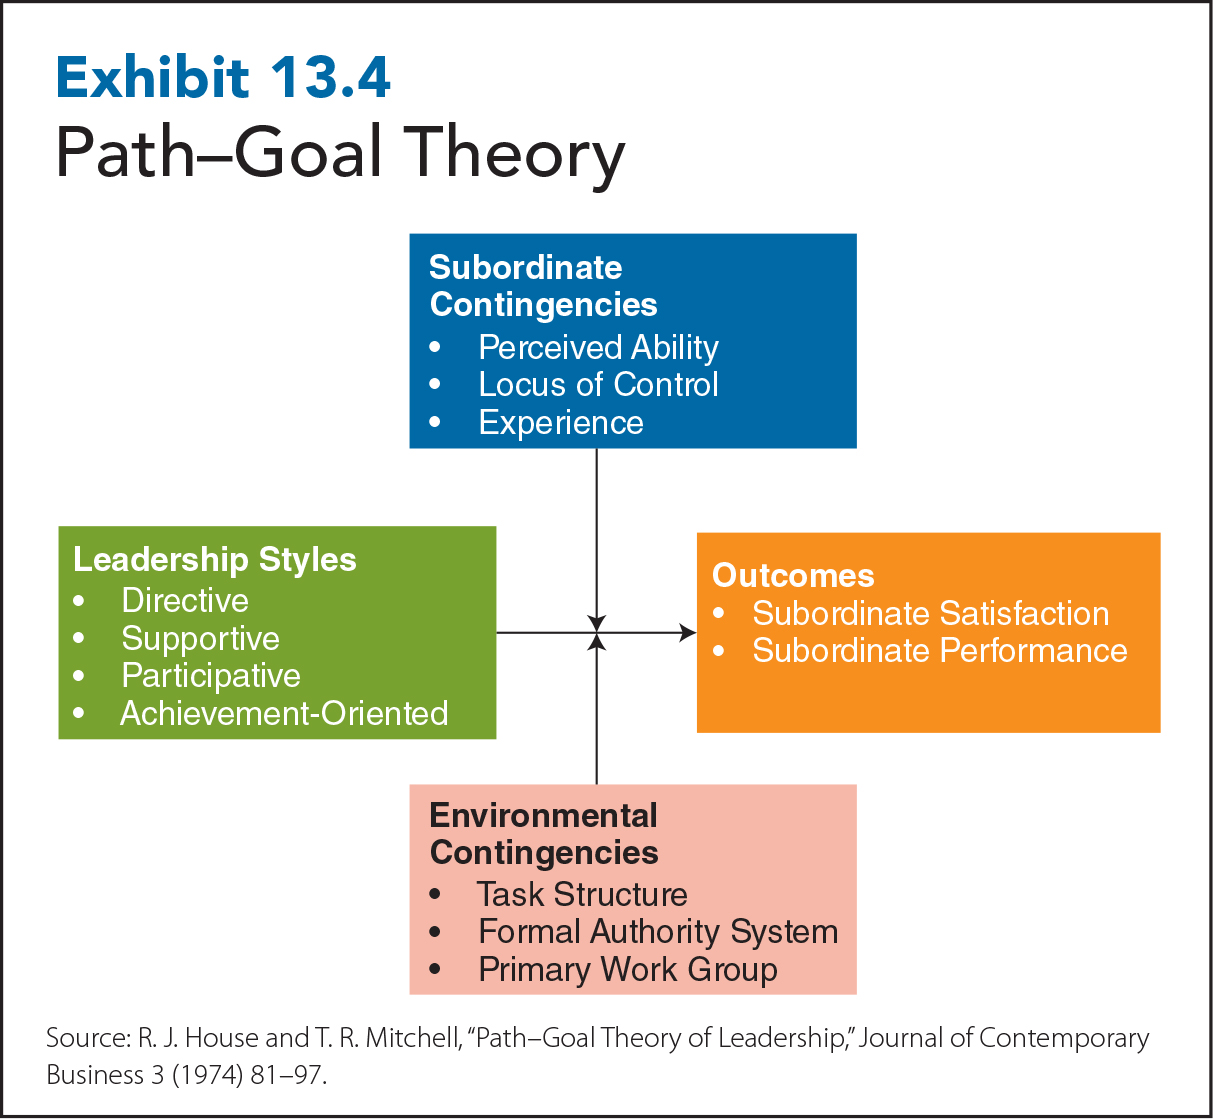 Exhibit 13.4
Path–Goal Theory
Subordinate
Contingencies
• Perceived Ability
• Locus of Control
• Experience
Leadership Styles
• Directive
• Supportive
• Participative
• Achievement-Oriented
Outcomes
• Subordinate Satisfaction
• Subordinate Performance
Environmental
Contingencies
• Task Structure
• Formal Authority System
• Primary Work Group
Source: R. J. House and T. R. Mitchell, “Path–Goal Theory of Leadership,” Journal of Contemporary
Business 3 (1974) 81–97.